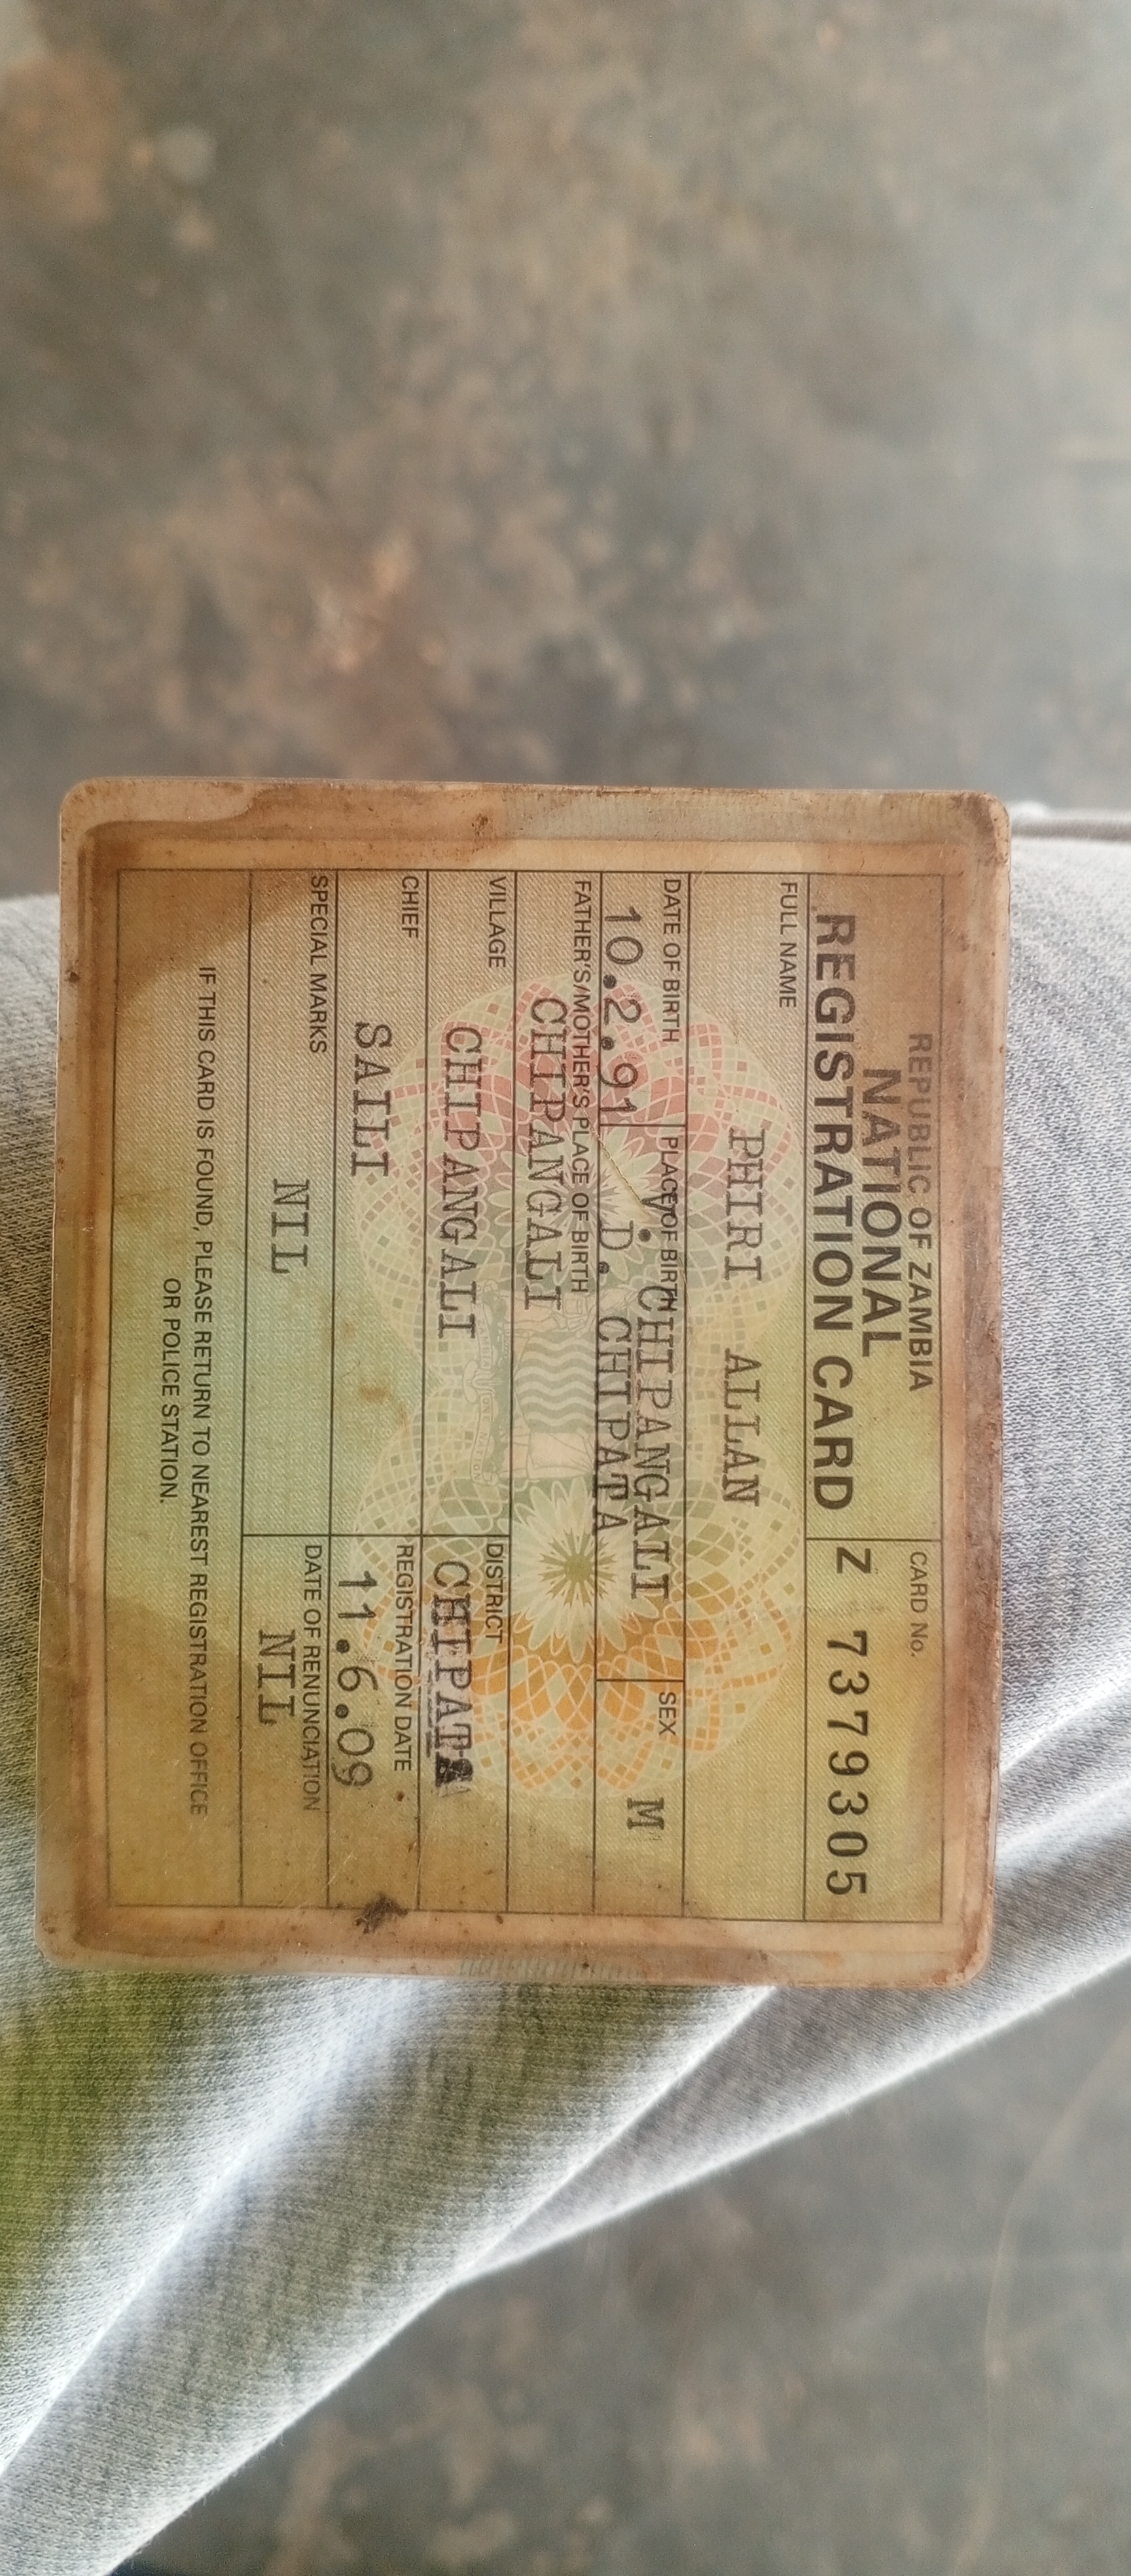 REPUBLIC OF ZAMBIA
NATIONAL
REGISTRATION CARD
CARD No.
Z 7379305
FULL NAME
PHIRI ALLAN
DATE OF BIRTH
10.2.91
PLACE OF BIRTH
V. CHIPANGALI
D. CHIPATA
SEX
M
FATHER'S/MOTHER'S PLACE OF BIRTH
CHIPANGALI
VILLAGE
CHIPANGALI
DISTRICT
CHIPATA
CHIEF
SAILI
REGISTRATION DATE
11.6.09
SPECIAL MARKS
NIL
DATE OF RENUNCIATION
NIL
IF THIS CARD IS FOUND, PLEASE RETURN TO NEAREST REGISTRATION OFFICE
OR POLICE STATION.